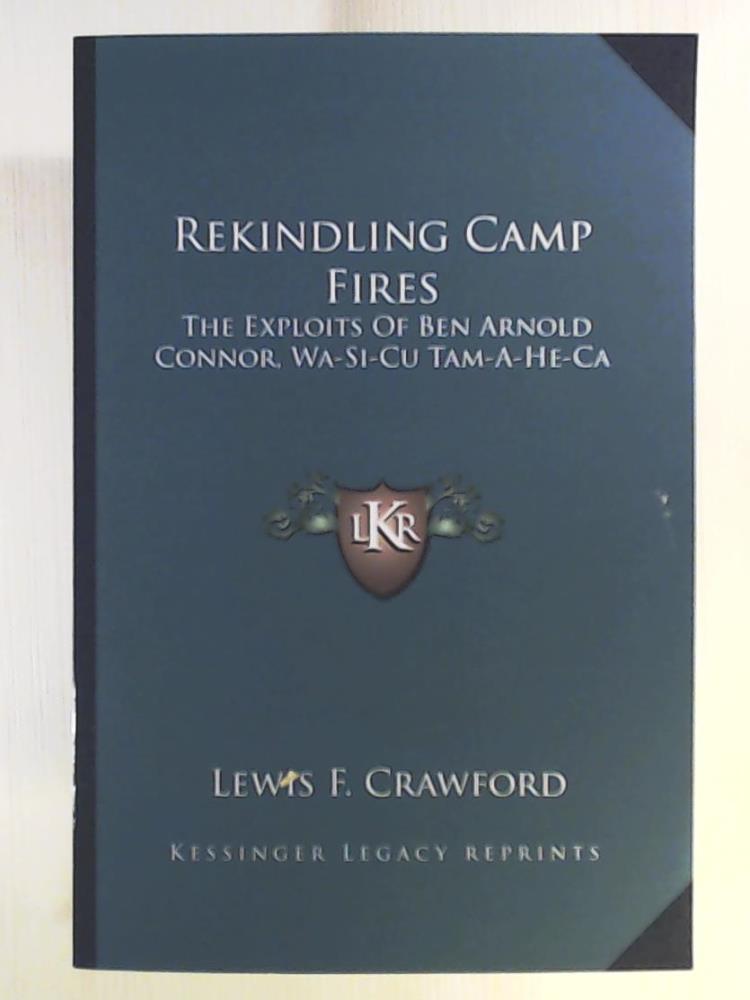 REKINDLING CAMP
FIRES
THE EXPLOITS OF BEN ARNOLD
CONNOR, WA-SI-CU TAM-A-HE-CA
LKR
LEWIS F. CRAWFORD
KESSINGER LEGACY REPRINTS